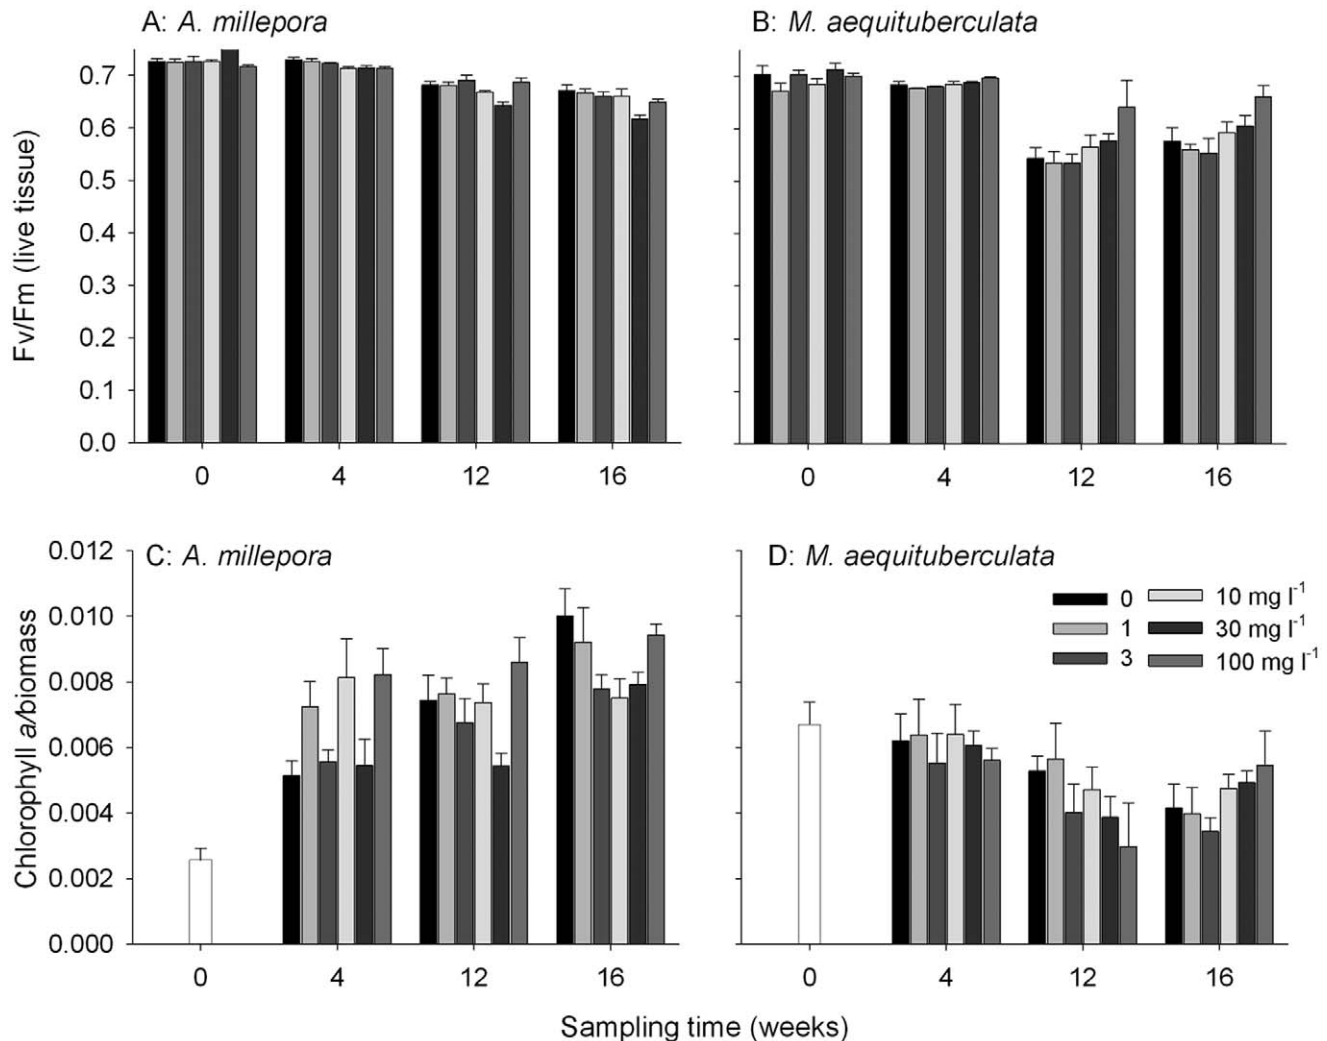 A: A. millepora
B: M. aequituberculata
Fv/Fm (live tissue)
0.7
0.6
0.5
0.4
0.3
0.2
0.1
0.0
0 4 12 16
0 4 12 16
C: A. millepora
D: M. aequituberculata
Chlorophyll a/biomass
0.012
0.010
0.008
0.006
0.004
0.002
0.000
0 10 mg l⁻¹
1 30 mg l⁻¹
3 100 mg l⁻¹
0 4 12 16
0 4 12 16
Sampling time (weeks)